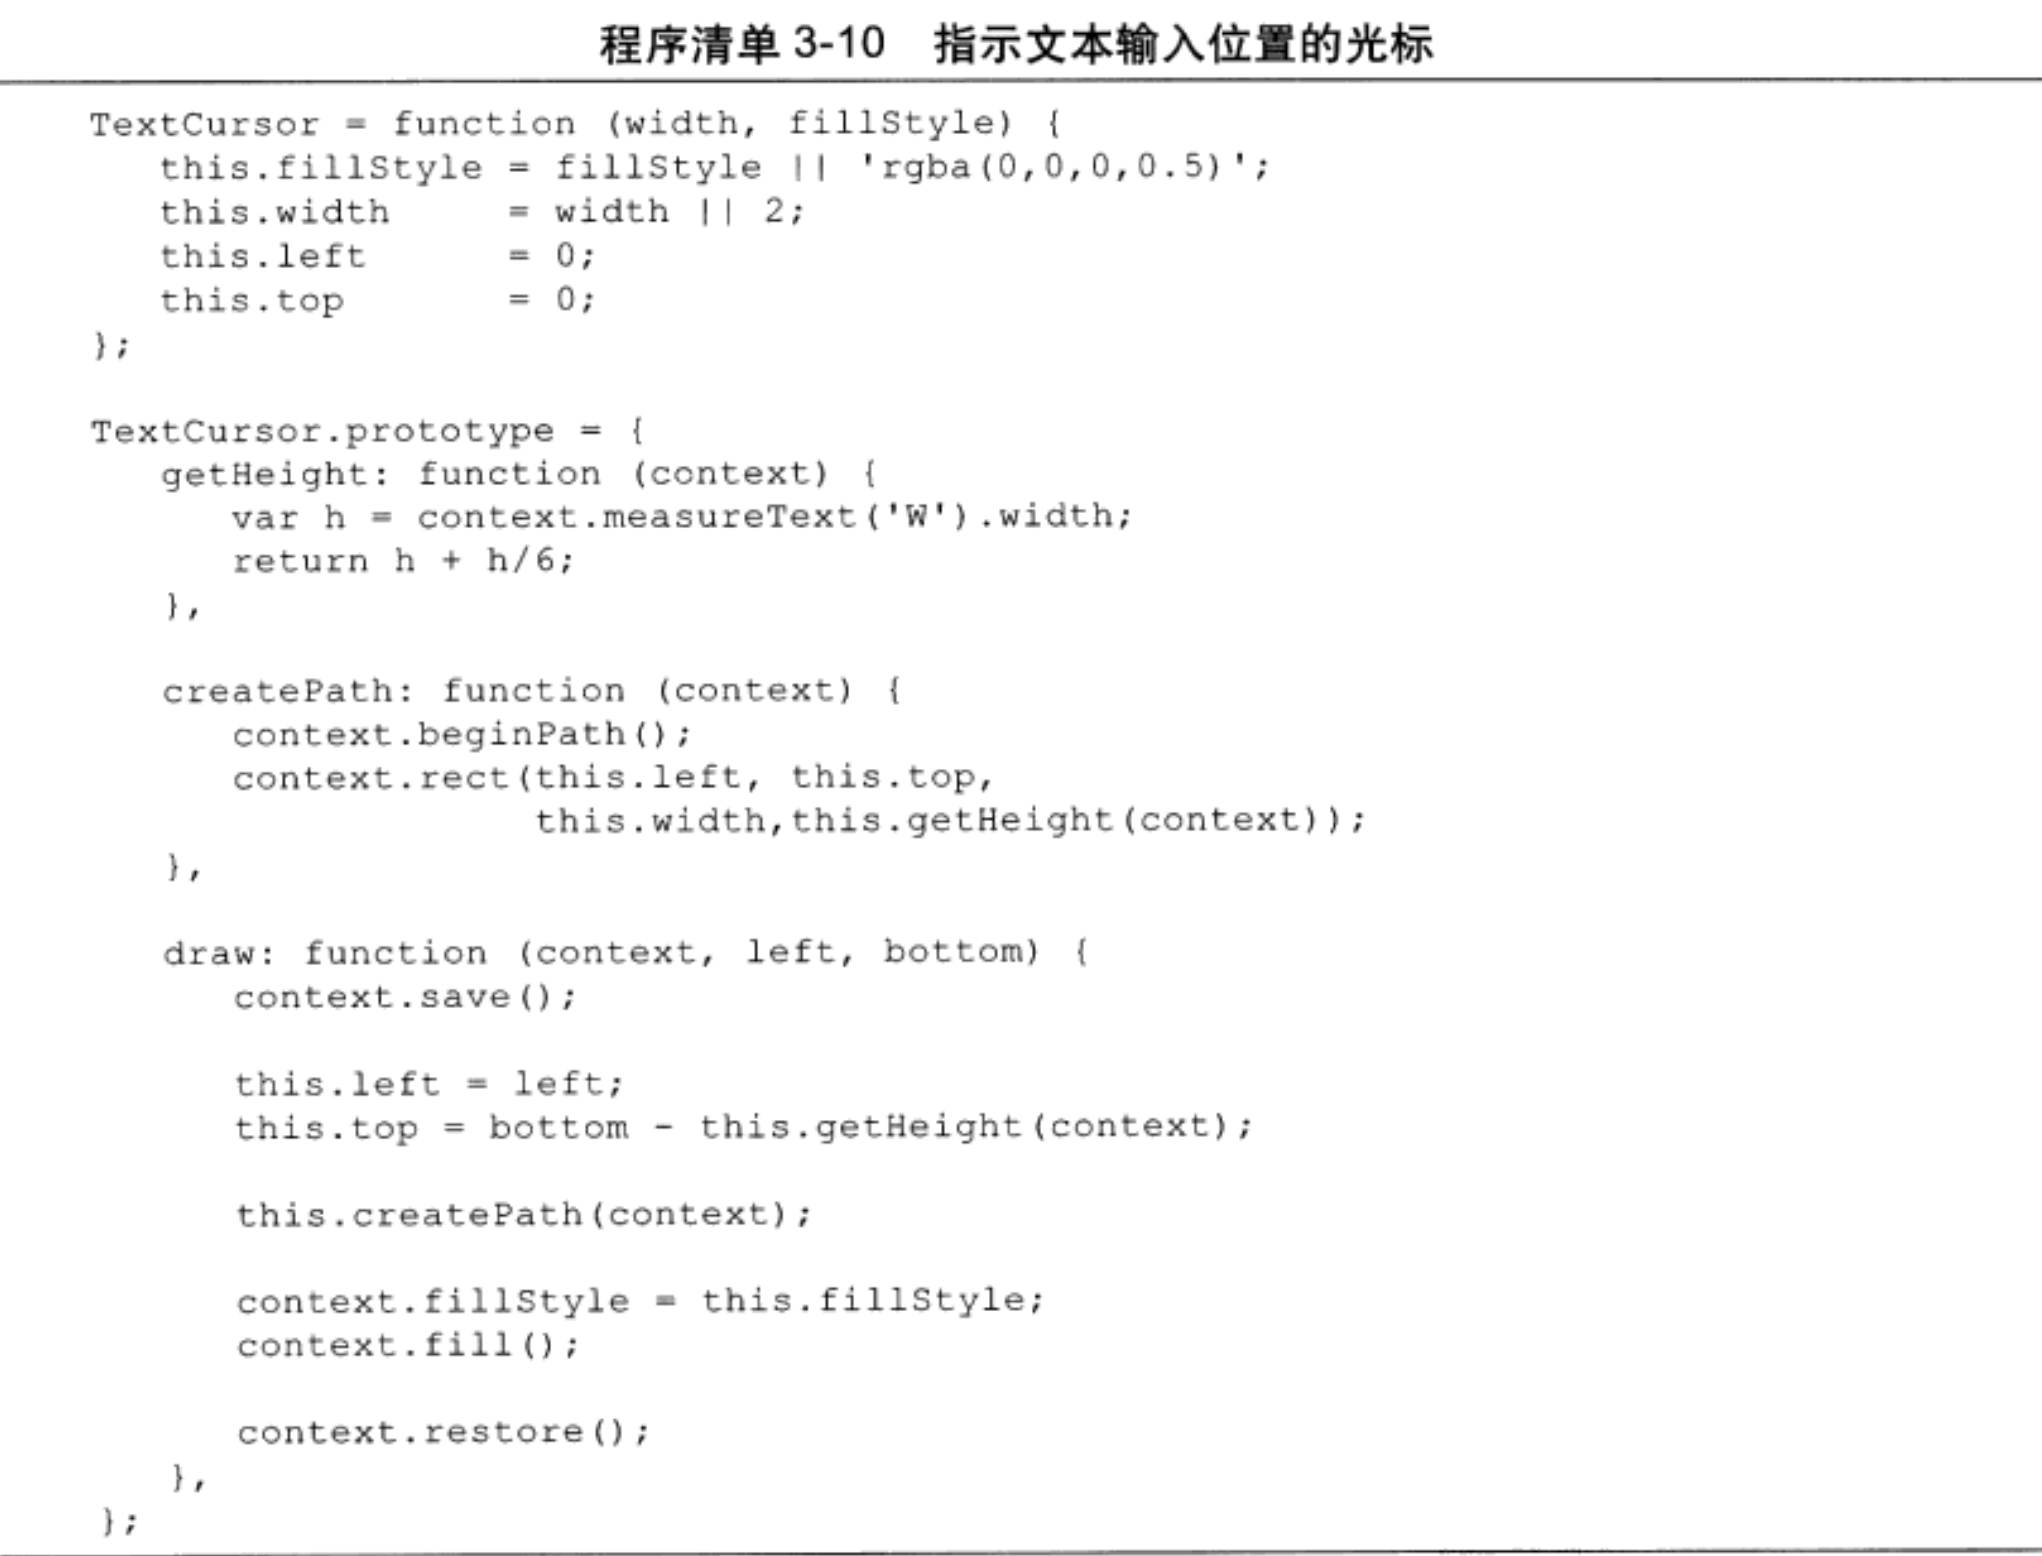 程序清单 3-10 指示文本输入位置的光标
TextCursor = function (width, fillStyle) {
   this.fillStyle = fillStyle || 'rgba(0,0,0,0.5)';
   this.width     = width || 2;
   this.left      = 0;
   this.top       = 0;
};

TextCursor.prototype = {
   getHeight: function (context) {
      var h = context.measureText('W').width;
      return h + h/6;
   },

   createPath: function (context) {
      context.beginPath();
      context.rect(this.left, this.top,
                   this.width,this.getHeight(context));
   },

   draw: function (context, left, bottom) {
      context.save();

      this.left = left;
      this.top = bottom - this.getHeight(context);

      this.createPath(context);

      context.fillStyle = this.fillStyle;
      context.fill();

      context.restore();
   },
};